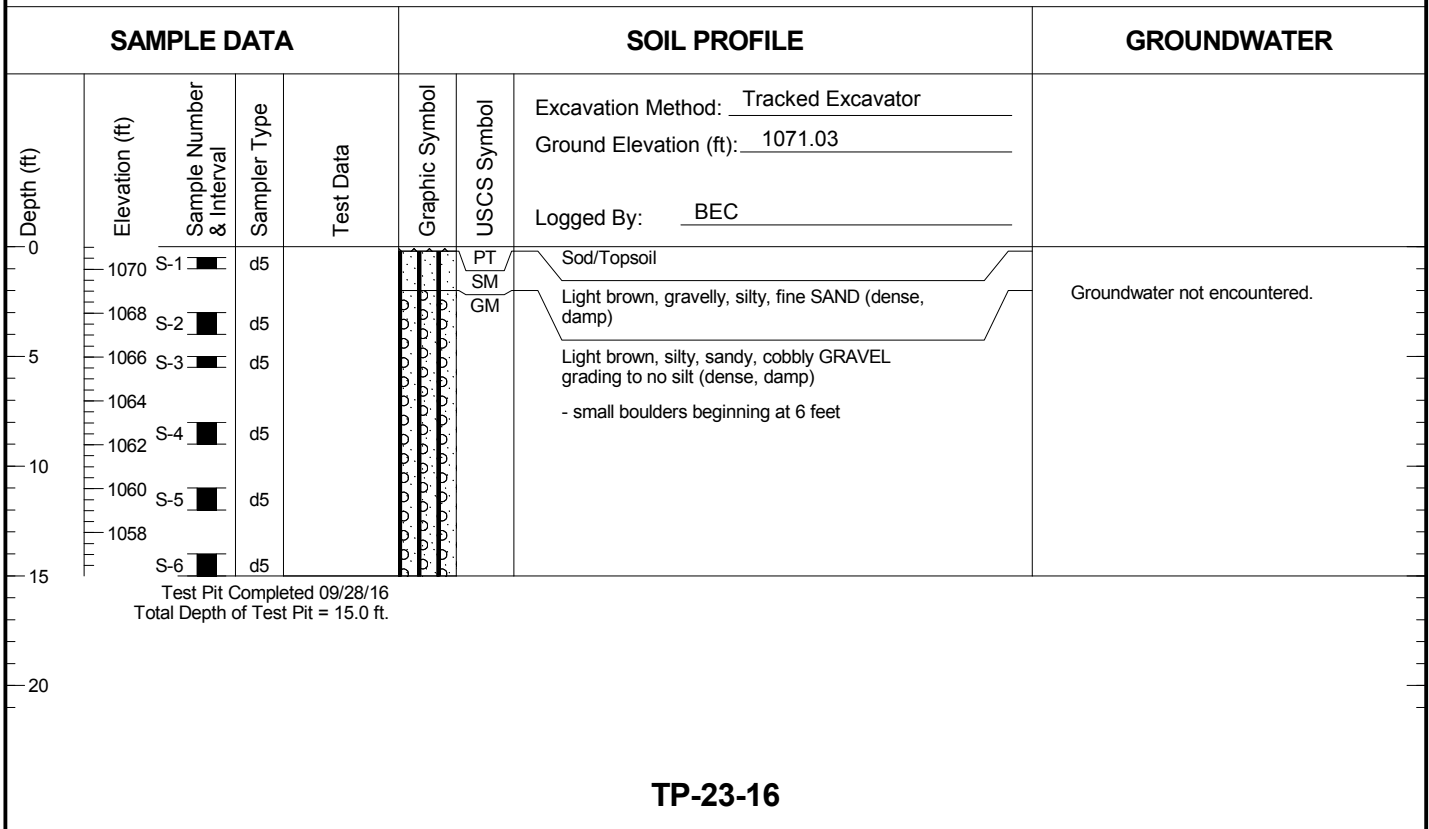 SAMPLE DATA
SOIL PROFILE
GROUNDWATER
Depth (ft)
Elevation (ft)
Sample Number
& Interval
Sampler Type
Test Data
Graphic Symbol
USCS Symbol
Excavation Method: Tracked Excavator
Ground Elevation (ft): 1071.03
Logged By: BEC
0
1070 S-1 d5
PT
Sod/Topsoil
SM
Light brown, gravelly, silty, fine SAND (dense,
damp)
Groundwater not encountered.
GM
1068
S-2 d5
5
1066 S-3 d5
Light brown, silty, sandy, cobbly GRAVEL
grading to no silt (dense, damp)
1064
- small boulders beginning at 6 feet
S-4 d5
1062
10
1060
S-5 d5
1058
S-6 d5
15
Test Pit Completed 09/28/16
Total Depth of Test Pit = 15.0 ft.
20
TP-23-16